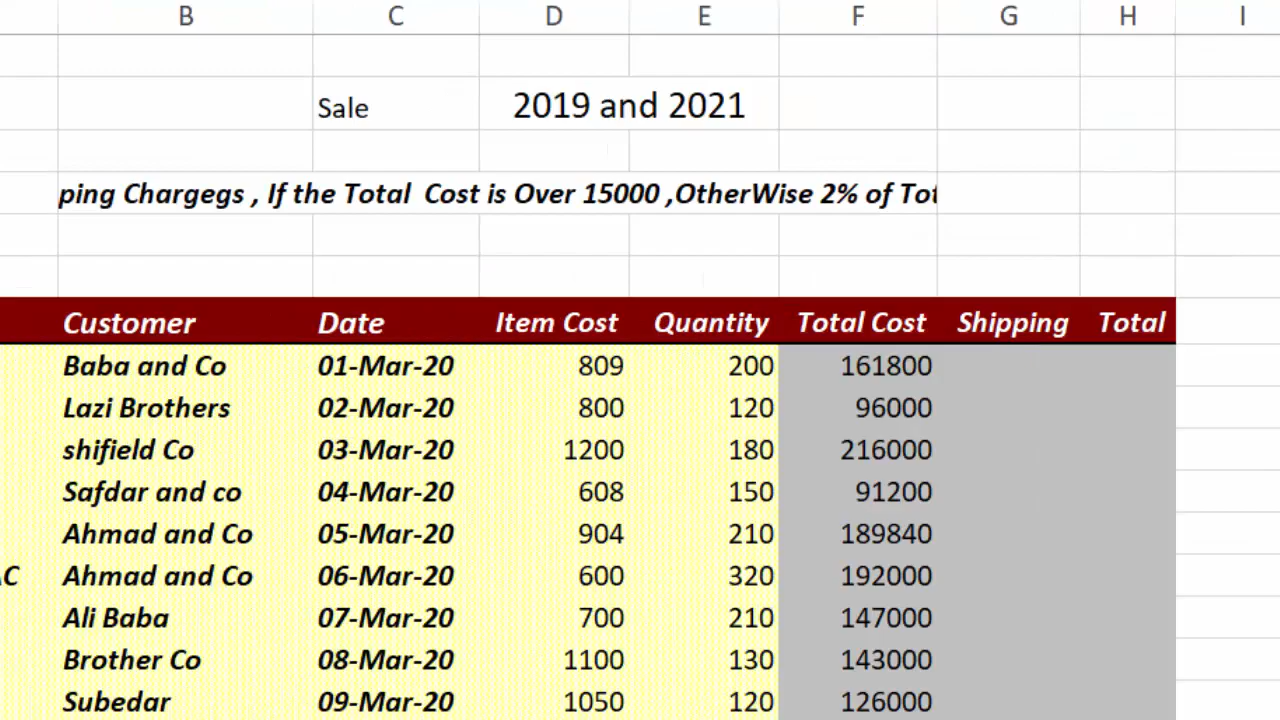 B C D E F G H I
Sale 2019 and 2021
ping Chargegs , If the Total Cost is Over 15000 ,OtherWise 2% of Tot
Customer Date Item Cost Quantity Total Cost Shipping Total
Baba and Co 01-Mar-20 809 200 161800
Lazi Brothers 02-Mar-20 800 120 96000
shifield Co 03-Mar-20 1200 180 216000
Safdar and co 04-Mar-20 608 150 91200
Ahmad and Co 05-Mar-20 904 210 189840
AC Ahmad and Co 06-Mar-20 600 320 192000
Ali Baba 07-Mar-20 700 210 147000
Brother Co 08-Mar-20 1100 130 143000
Subedar 09-Mar-20 1050 120 126000